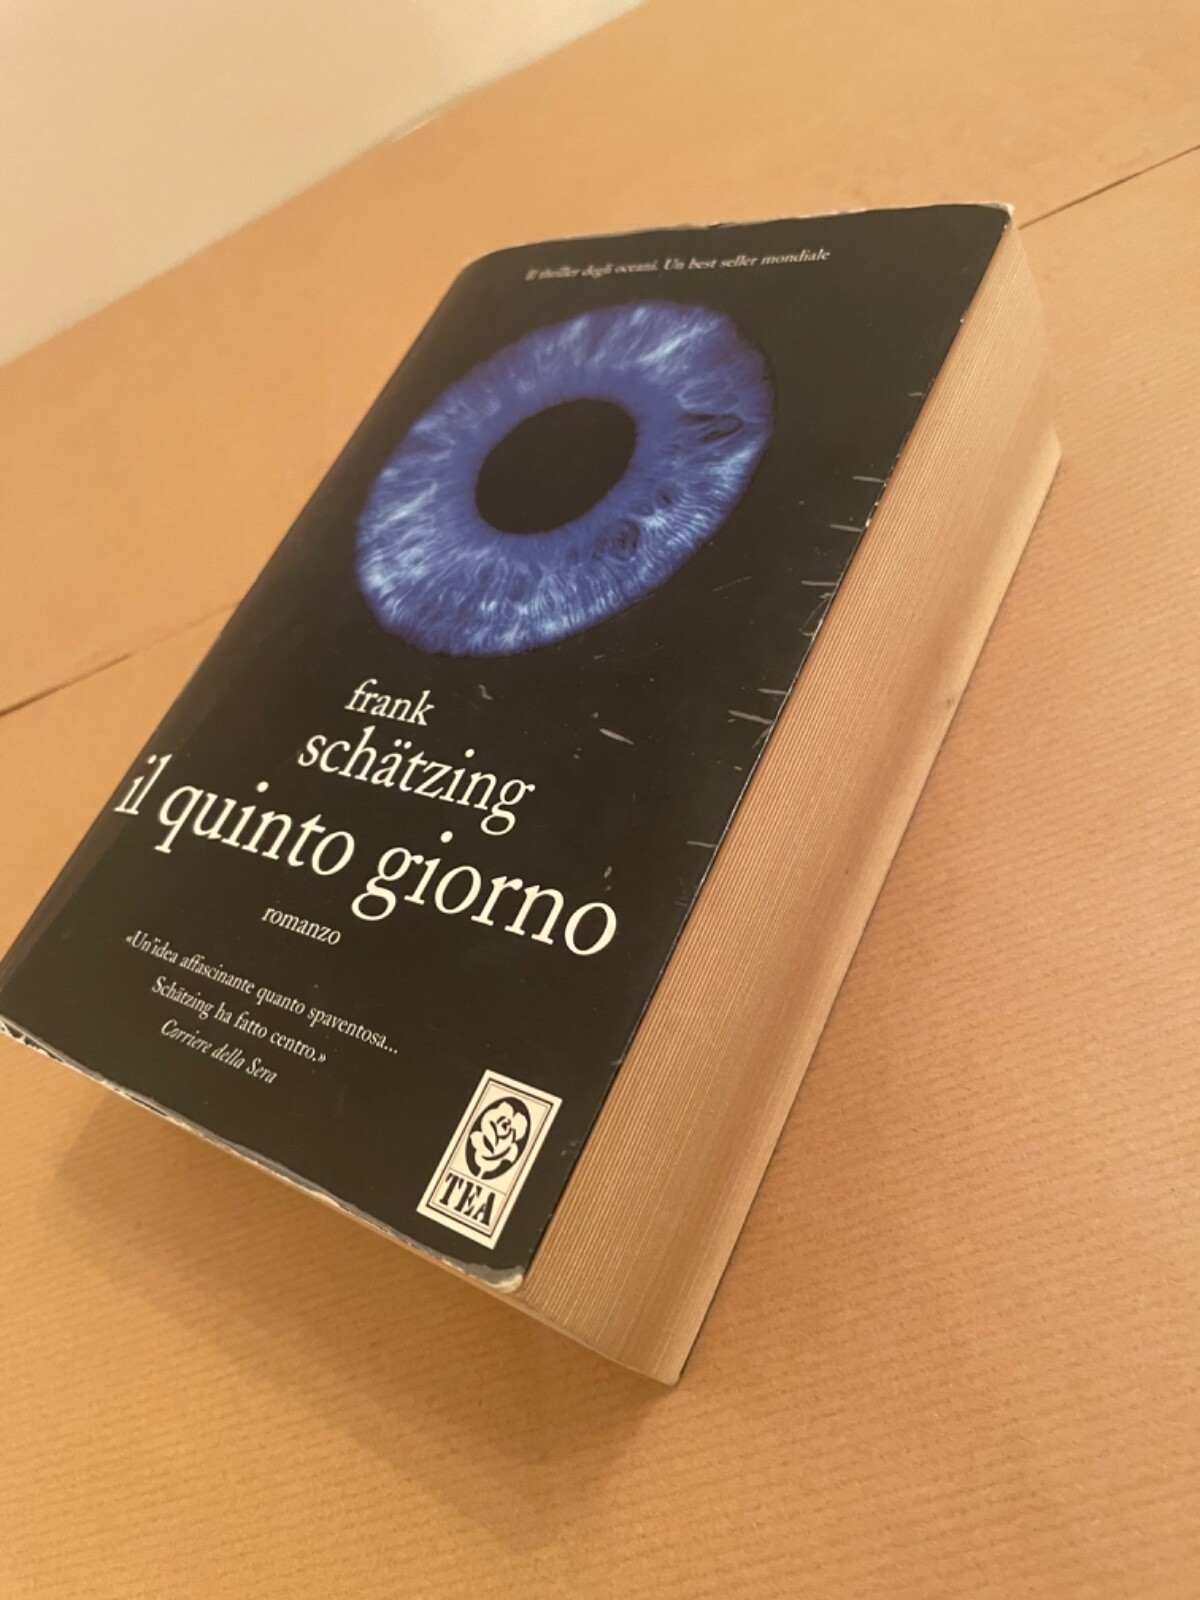 Il thriller degli oceani. Un best seller mondiale
frank
schätzing
il quinto giorno
romanzo
«Un'idea affascinante quanto spaventosa...
Schätzing ha fatto centro.»
Corriere della Sera
TEA